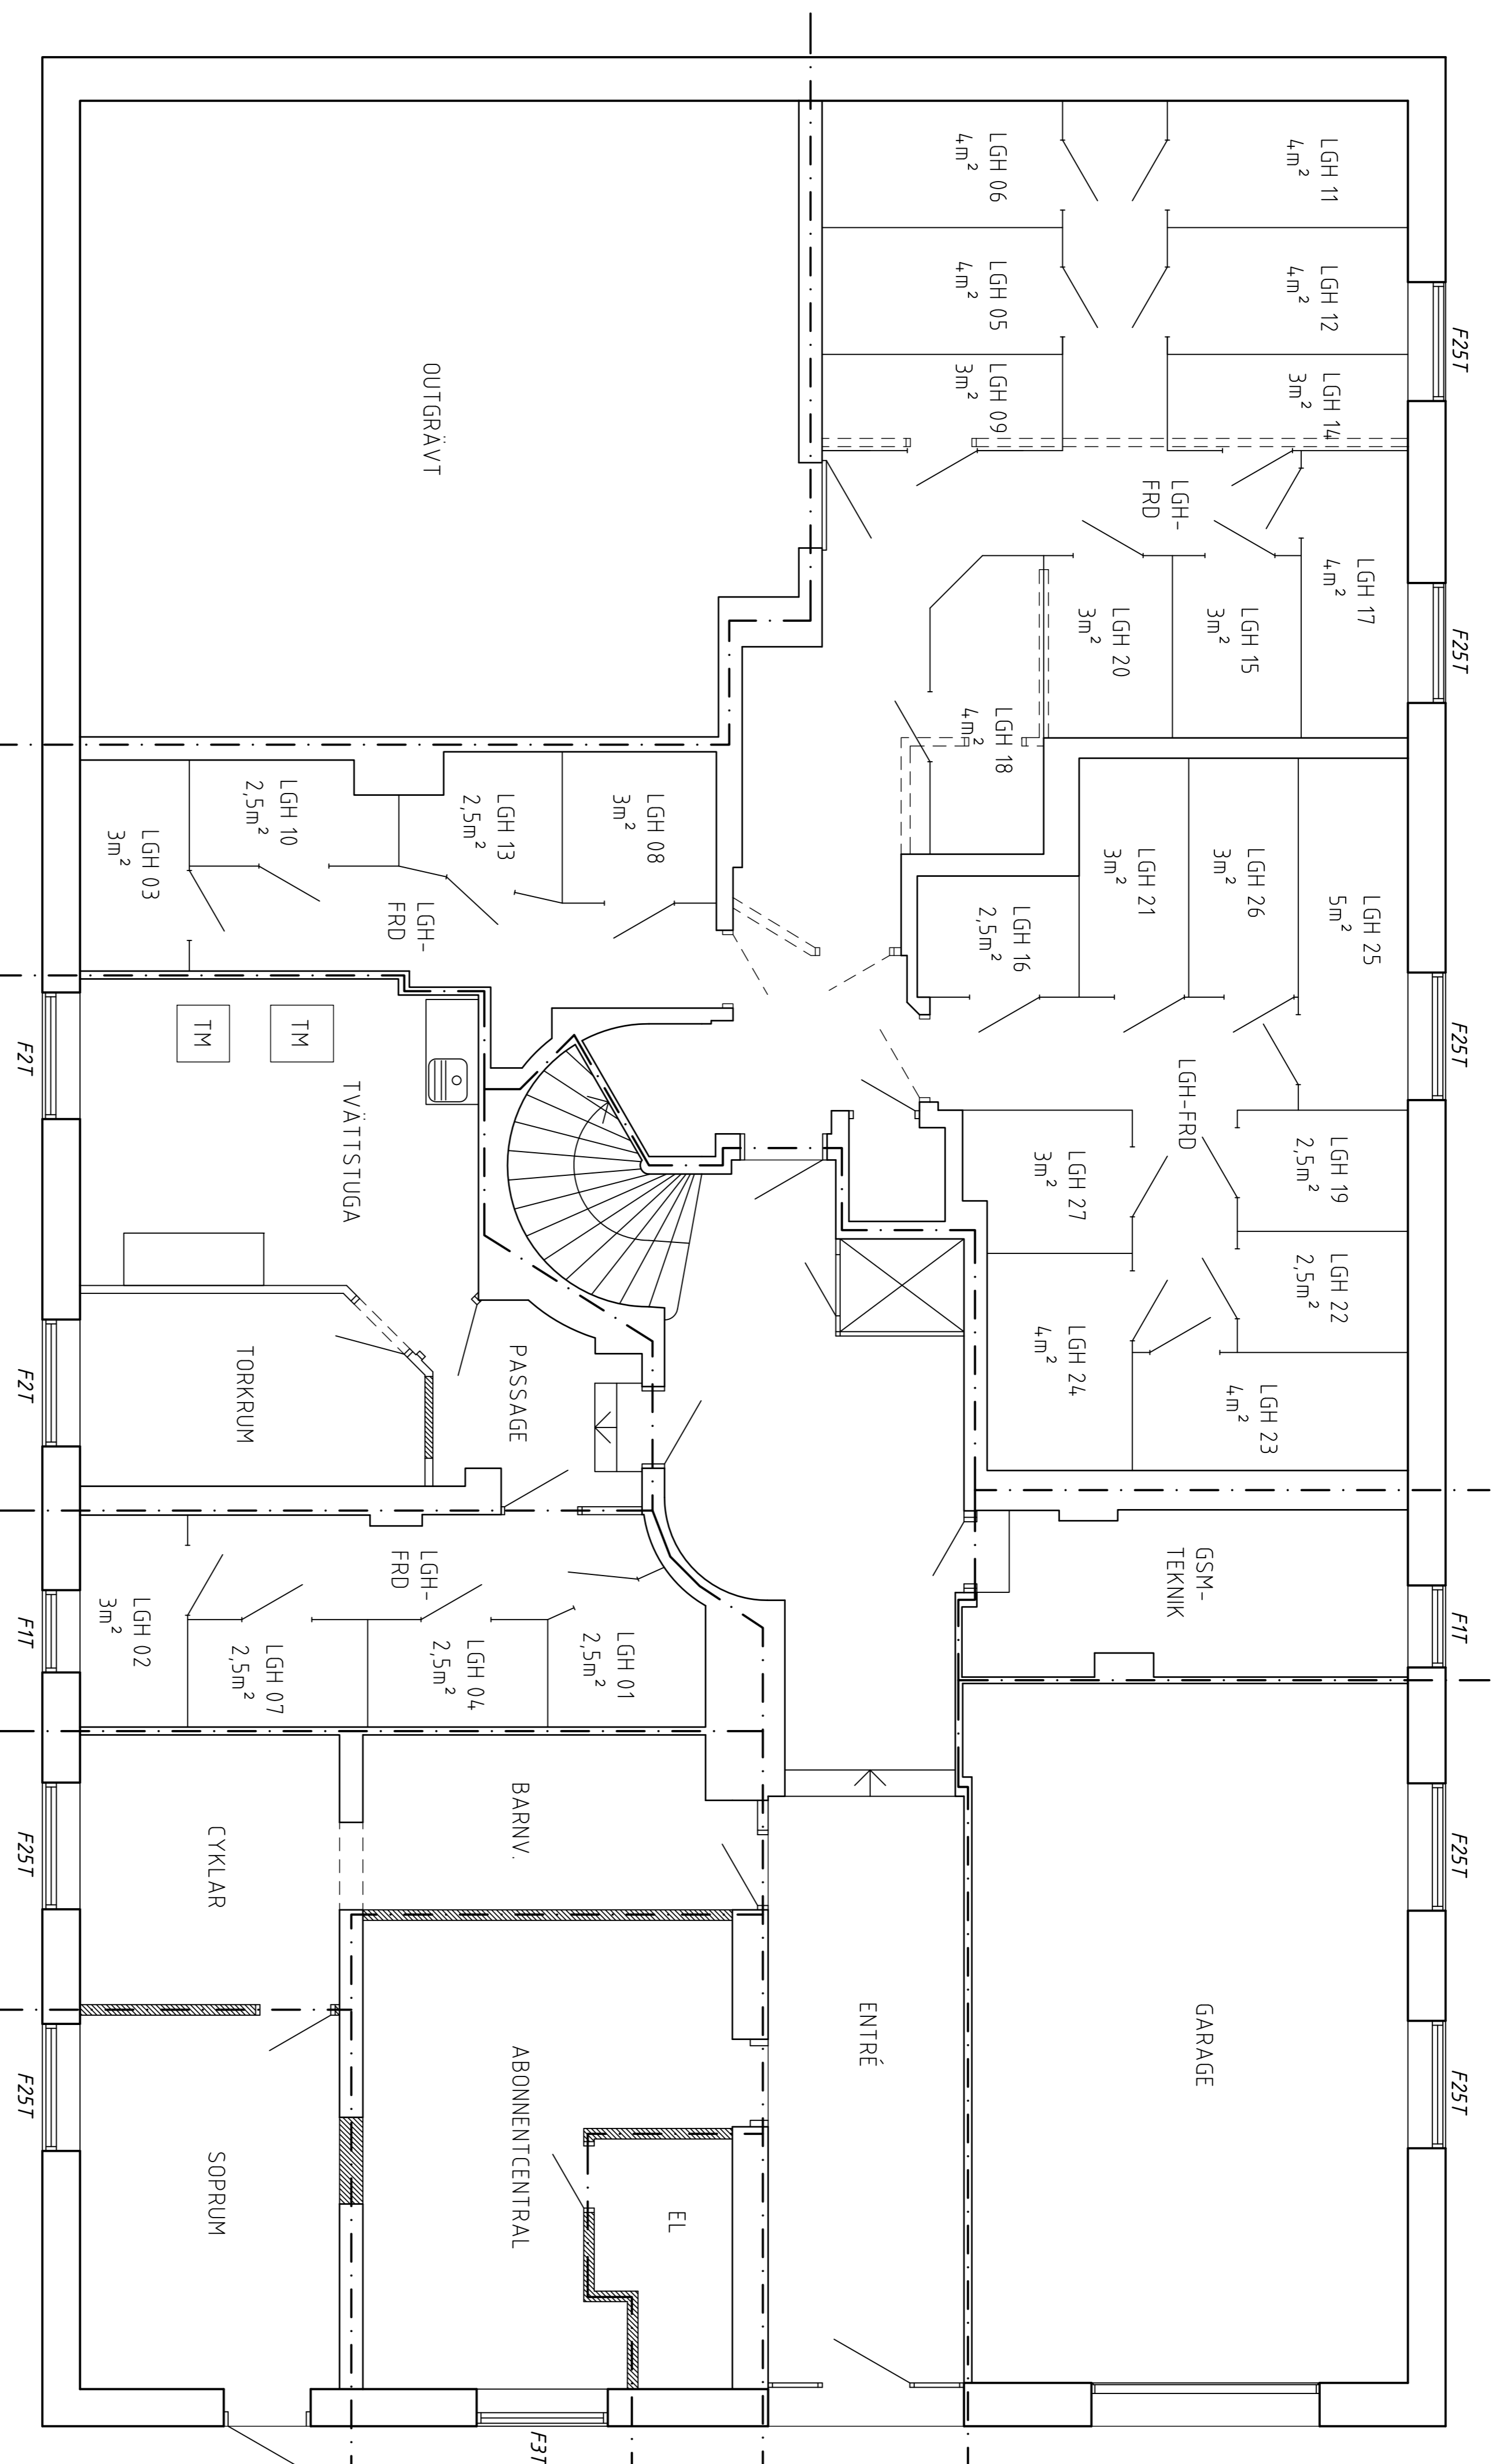 LGH 11
4m²
LGH 06
4m²
LGH 12
4m²
LGH 05
4m²
F25T
LGH 14
3m²
LGH 09
3m²
OUTGRÄVT
LGH-
FRD
LGH 17
4m²
LGH 15
3m²
LGH 20
3m²
F25T
LGH 18
4m²
LGH 25
5m²
LGH 26
3m²
LGH 21
3m²
LGH 16
2,5m²
LGH 08
3m²
LGH 13
2,5m²
LGH 10
2,5m²
LGH 03
3m²
LGH-
FRD
F25T
TM
TM
F2T
TVÄTTSTUGA
LGH-FRD
LGH 19
2,5m²
LGH 27
3m²
LGH 22
2,5m²
LGH 24
4m²
LGH 23
4m²
PASSAGE
TORKRUM
F2T
GSM-
TEKNIK
F1T
LGH-
FRD
LGH 01
2,5m²
LGH 04
2,5m²
LGH 07
2,5m²
LGH 02
3m²
F1T
BARNV.
CYKLAR
F25T
F25T
GARAGE
ENTRÉ
ABONNENTCENTRAL
EL
SOPRUM
F25T
F25T
F3T